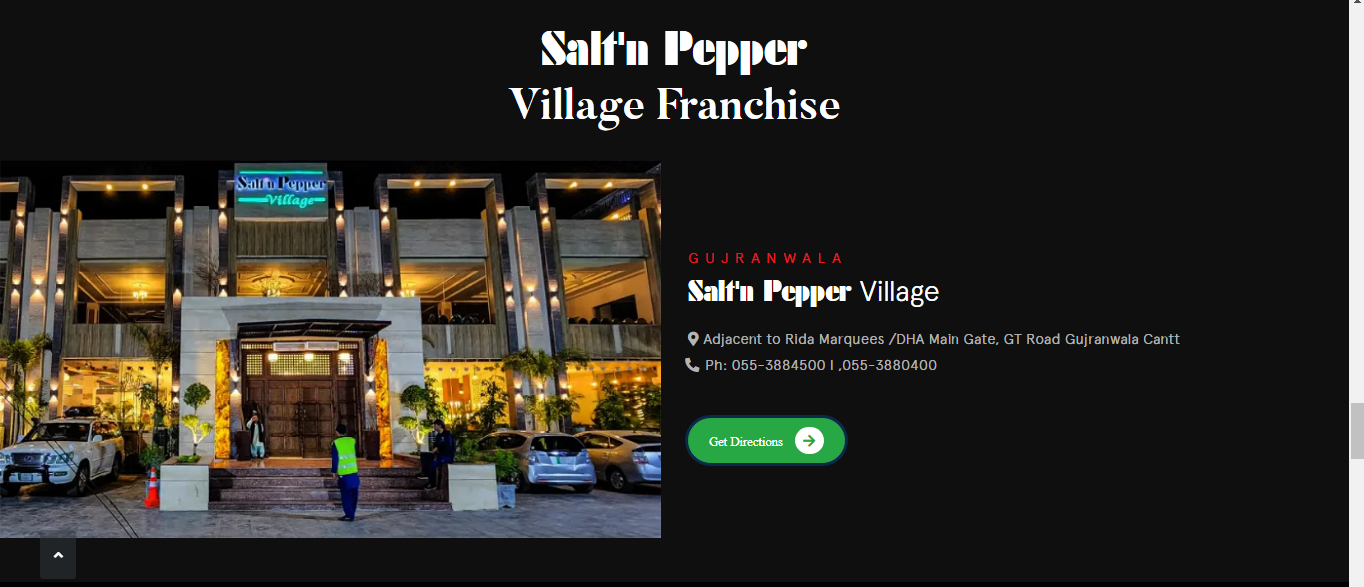 Salt'n Pepper
Village Franchise
Salt'n Pepper
Village
GUJRANWALA
Salt'n Pepper Village
Adjacent to Rida Marquees /DHA Main Gate, GT Road Gujranwala Cantt
Ph: 055-3884500 I ,055-3880400
Get Directions